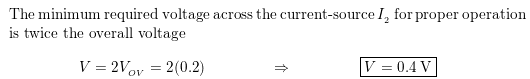 The minimum required voltage across the current-source I₂ for proper operation
is twice the overall voltage
V = 2V_OV = 2(0.2) ⇒ V = 0.4 V